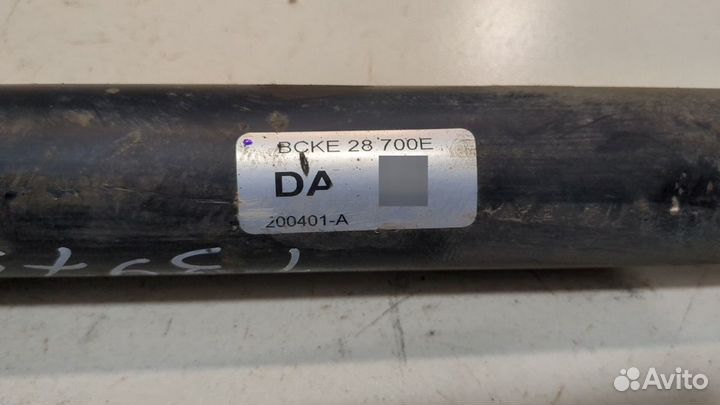 BCKE 28 700E
DA
200401-A
Avito